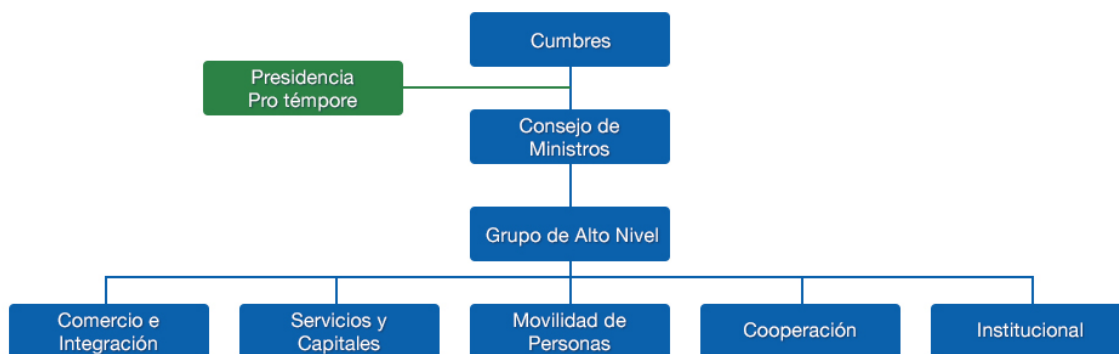 Cumbres
Presidencia
Pro témpore
Consejo de
Ministros
Grupo de Alto Nivel
Comercio e
Integración
Servicios y
Capitales
Movilidad de
Personas
Cooperación
Institucional